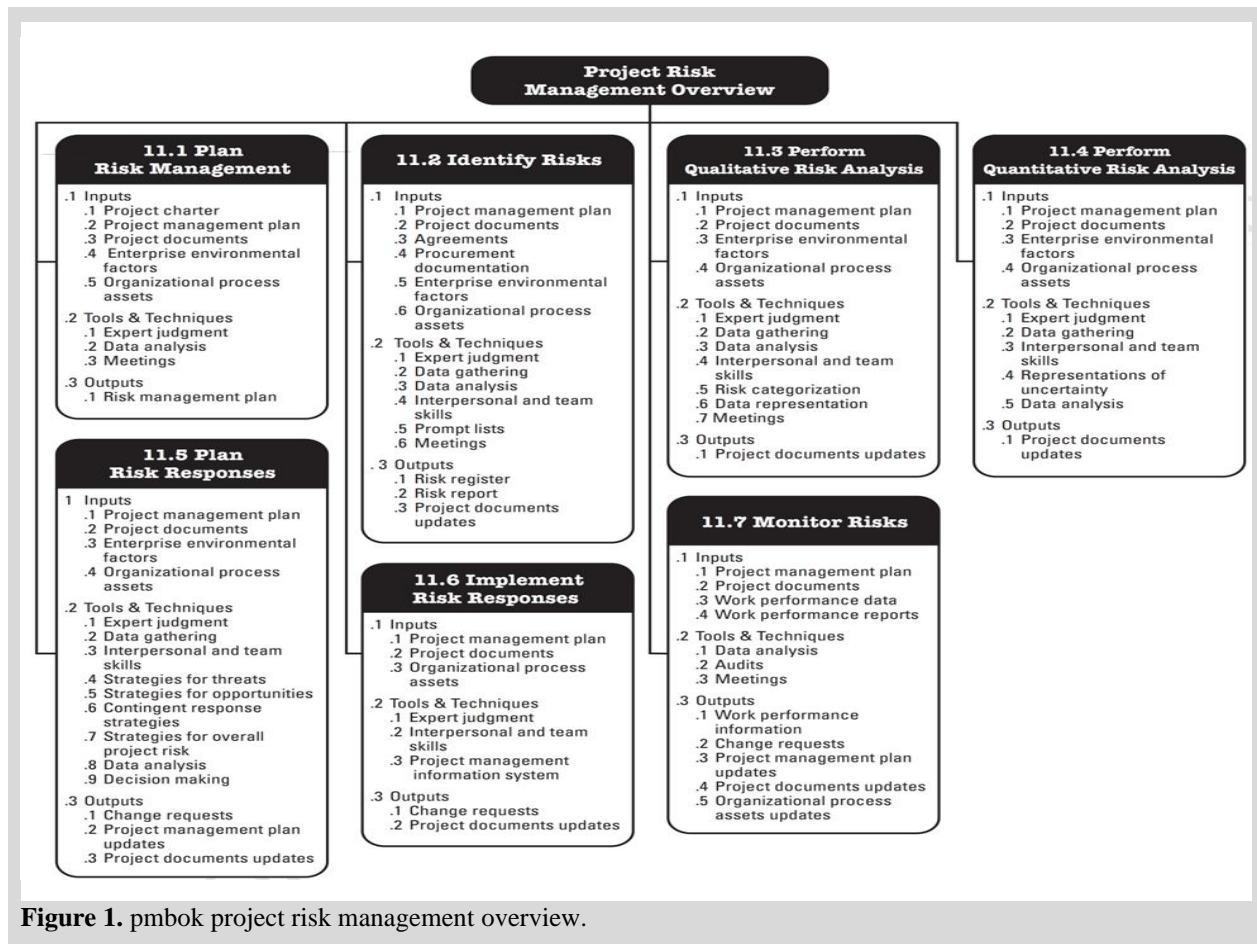 Project Risk
Management Overview
11.1 Plan
Risk Management
.1 Inputs
.1 Project charter
.2 Project management plan
.3 Project documents
.4 Enterprise environmental
factors
.5 Organizational process
assets
.2 Tools & Techniques
.1 Expert judgment
.2 Data analysis
.3 Meetings
.3 Outputs
.1 Risk management plan
11.2 Identify Risks
.1 Inputs
.1 Project management plan
.2 Project documents
.3 Agreements
.4 Procurement
documentation
.5 Enterprise environmental
factors
.6 Organizational process
assets
.2 Tools & Techniques
.1 Expert judgment
.2 Data gathering
.3 Data analysis
.4 Interpersonal and team
skills
.5 Prompt lists
.6 Meetings
. 3 Outputs
.1 Risk register
.2 Risk report
.3 Project documents
updates
11.3 Perform
Qualitative Risk Analysis
.1 Inputs
.1 Project management plan
.2 Project documents
.3 Enterprise environmental
factors
.4 Organizational process
assets
.2 Tools & Techniques
.1 Expert judgment
.2 Data gathering
.3 Data analysis
.4 Interpersonal and team
skills
.5 Risk categorization
.6 Data representation
.7 Meetings
.3 Outputs
.1 Project documents updates
11.4 Perform
Quantitative Risk Analysis
.1 Inputs
.1 Project management plan
.2 Project documents
.3 Enterprise environmental
factors
.4 Organizational process
assets
.2 Tools & Techniques
.1 Expert judgment
.2 Data gathering
.3 Interpersonal and team
skills
.4 Representations of
uncertainty
.5 Data analysis
.3 Outputs
.1 Project documents
updates
11.5 Plan
Risk Responses
1 Inputs
.1 Project management plan
.2 Project documents
.3 Enterprise environmental
factors
.4 Organizational process
assets
.2 Tools & Techniques
.1 Expert judgment
.2 Data gathering
.3 Interpersonal and team
skills
.4 Strategies for threats
.5 Strategies for opportunities
.6 Contingent response
strategies
.7 Strategies for overall
project risk
.8 Data analysis
.9 Decision making
.3 Outputs
.1 Change requests
.2 Project management plan
updates
.3 Project documents updates
11.6 Implement
Risk Responses
.1 Inputs
.1 Project management plan
.2 Project documents
.3 Organizational process
assets
.2 Tools & Techniques
.1 Expert judgment
.2 Interpersonal and team
skills
.3 Project management
information system
.3 Outputs
.1 Change requests
.2 Project documents updates
11.7 Monitor Risks
.1 Inputs
.1 Project management plan
.2 Project documents
.3 Work performance data
.4 Work performance reports
.2 Tools & Techniques
.1 Data analysis
.2 Audits
.3 Meetings
.3 Outputs
.1 Work performance
information
.2 Change requests
.3 Project management plan
updates
.4 Project documents updates
.5 Organizational process
assets updates
Figure 1. pmbok project risk management overview.